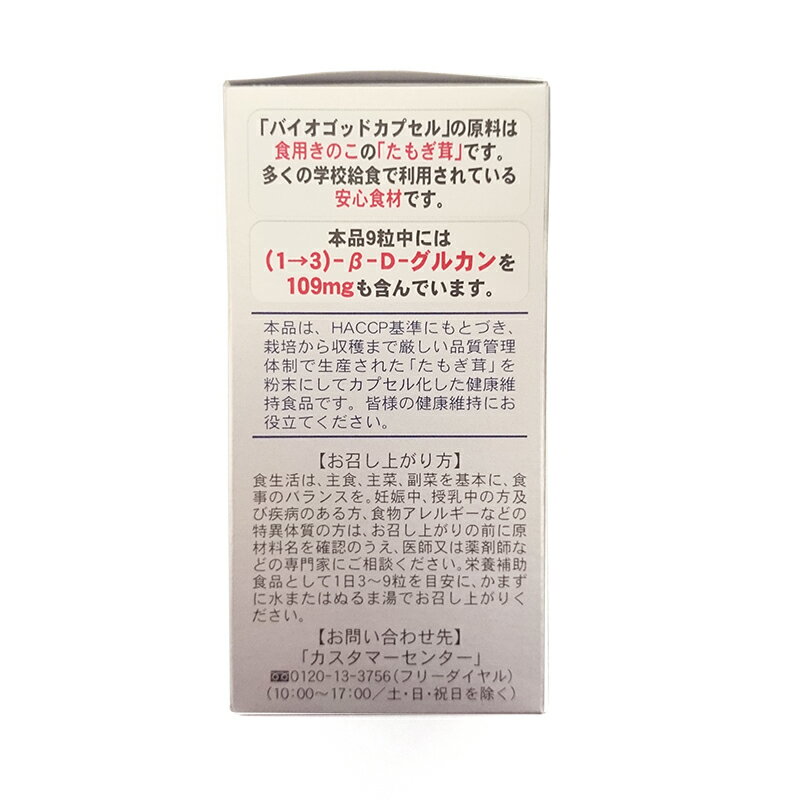 「バイオゴッドカプセル」の原料は
食用きのこの「たもぎ茸」です。
多くの学校給食で利用されている
安心食材です。
本品9粒中には
(1→3)-β-D-グルカンを
109mgも含んでいます。
本品は、HACCP基準にもとづき、
栽培から収穫まで厳しい品質管理
体制で生産された「たもぎ茸」を
粉末にしてカプセル化した健康維
持食品です。皆様の健康維持にお
役立てください。
【お召し上がり方】
食生活は、主食、主菜、副菜を基本に、食
事のバランスを。妊娠中、授乳中の方及
び疾病のある方、食物アレルギーなどの
特異体質の方は、お召し上がりの前に原
材料名を確認のうえ、医師又は薬剤師な
どの専門家にご相談ください。栄養補助
食品として1日3〜9粒を目安に、かまず
に水またはぬるま湯でお召し上がりく
ださい。
【お問い合わせ先】
「カスタマーセンター」
0120-13-3756(フリーダイヤル)
(10:00〜17:00/土・日・祝日を除く)